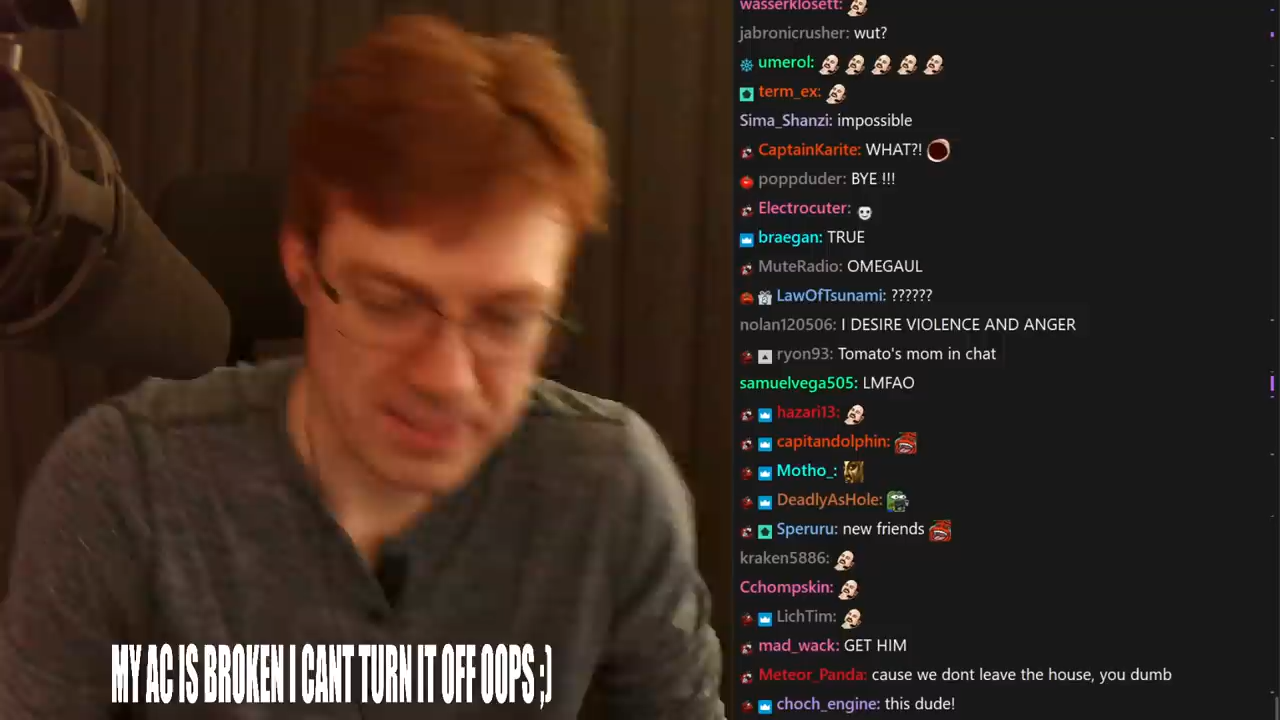 wasserklosett:
jabronicrusher: wut?
umerol:
term_ex:
Sima_Shanzi: impossible
CaptainKarite: WHAT?!
poppduder: BYE !!!
Electrocuter:
braegan: TRUE
MuteRadio: OMEGAUL
LawOfTsunami: ??????
nolan120506: I DESIRE VIOLENCE AND ANGER
ryon93: Tomato's mom in chat
samuelvega505: LMFAO
hazari13:
capitandolphin:
Motho_:
DeadlyAsHole:
Speruru: new friends
kraken5886:
Cchompskin:
LichTim:
mad_wack: GET HIM
Meteor_Panda: cause we dont leave the house, you dumb
choch_engine: this dude!
MY AC IS BROKEN I CANT TURN IT OFF OOPS ;)